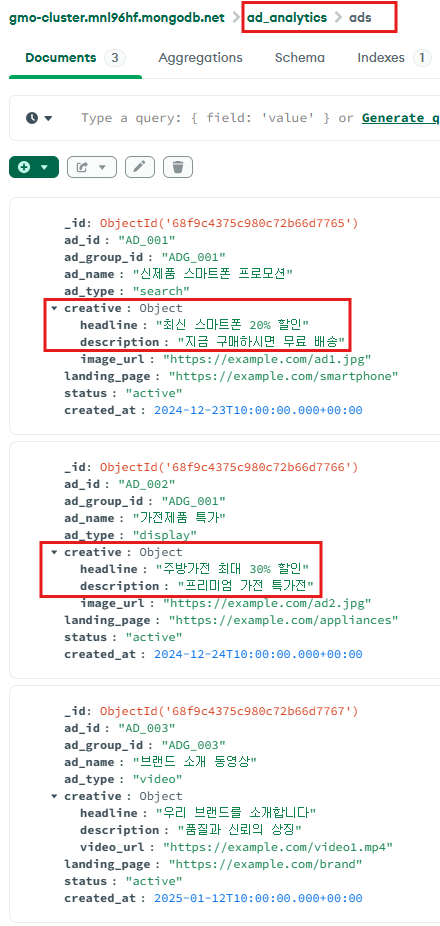 gmo-cluster.mnl96hf.mongodb.net > ad_analytics > ads
Documents 3 Aggregations Schema Indexes 1
Type a query: { field: 'value' } or Generate q
_id: ObjectId('68f9c4375c980c72b66d7765')
ad_id : "AD_001"
ad_group_id : "ADG_001"
ad_name : "신제품 스마트폰 프로모션"
ad_type : "search"
creative : Object
headline : "최신 스마트폰 20% 할인"
description : "지금 구매하시면 무료 배송"
image_url : "https://example.com/ad1.jpg"
landing_page : "https://example.com/smartphone"
status : "active"
created_at : 2024-12-23T10:00:00.000+00:00
_id: ObjectId('68f9c4375c980c72b66d7766')
ad_id : "AD_002"
ad_group_id : "ADG_001"
ad_name : "가전제품 특가"
ad_type : "display"
creative : Object
headline : "주방가전 최대 30% 할인"
description : "프리미엄 가전 특가전"
image_url : "https://example.com/ad2.jpg"
landing_page : "https://example.com/appliances"
status : "active"
created_at : 2024-12-24T10:00:00.000+00:00
_id: ObjectId('68f9c4375c980c72b66d7767')
ad_id : "AD_003"
ad_group_id : "ADG_003"
ad_name : "브랜드 소개 동영상"
ad_type : "video"
creative : Object
headline : "우리 브랜드를 소개합니다"
description : "품질과 신뢰의 상징"
video_url : "https://example.com/video1.mp4"
landing_page : "https://example.com/brand"
status : "active"
created_at : 2025-01-12T10:00:00.000+00:00